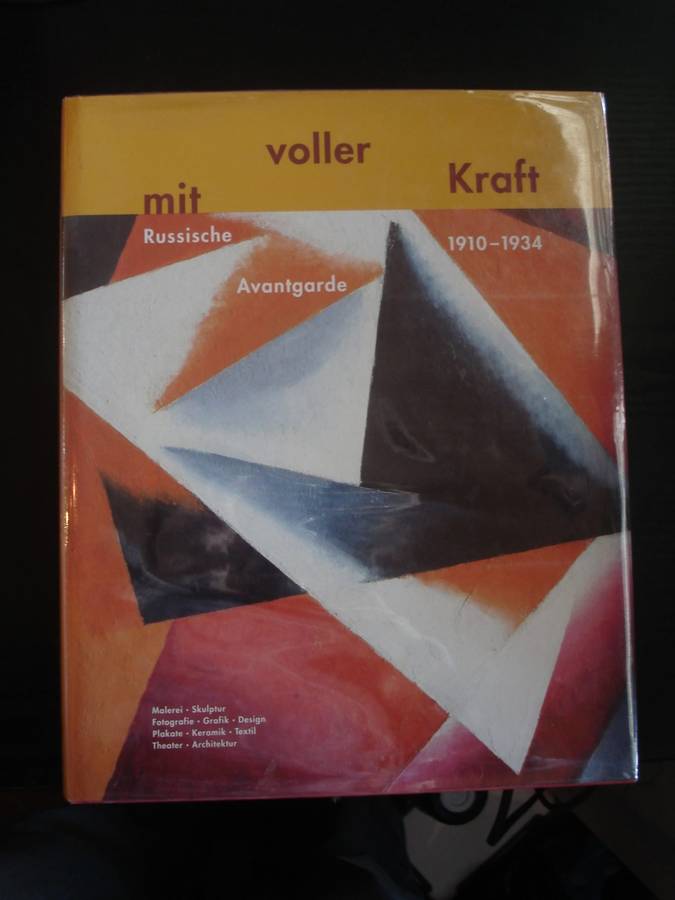 mit voller Kraft
Russische
Avantgarde
1910–1934
Malerei • Skulptur
Fotografie • Grafik • Design
Plakate • Keramik • Textil
Theater • Architektur